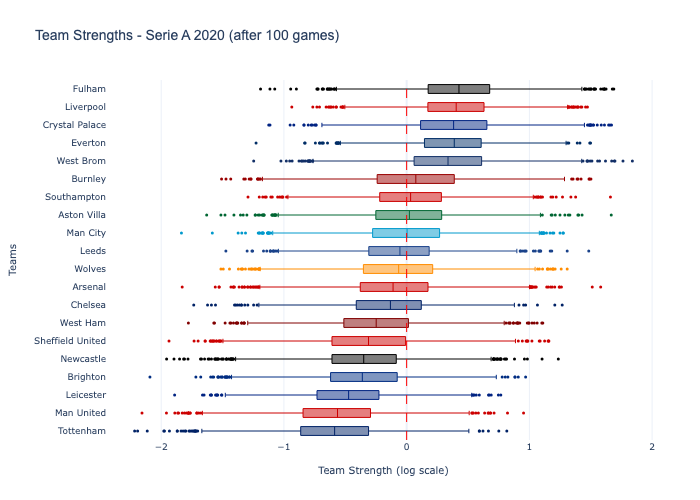 Team Strengths - Serie A 2020 (after 100 games)
Fulham
Liverpool
Crystal Palace
Everton
West Brom
Burnley
Southampton
Aston Villa
Man City
Leeds
Wolves
Arsenal
Chelsea
West Ham
Sheffield United
Newcastle
Brighton
Leicester
Man United
Tottenham
Teams
−2 −1 0 1 2
Team Strength (log scale)